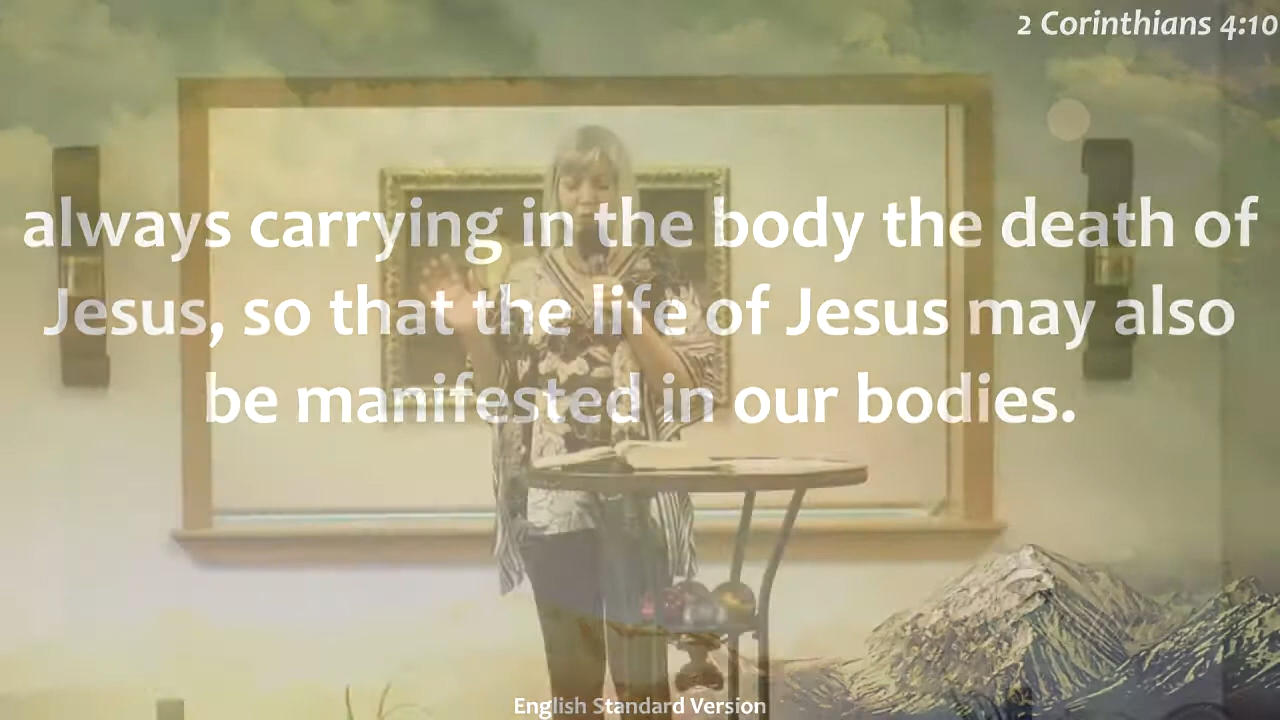 2 Corinthians 4:10
always carrying in the body the death of
Jesus, so that the life of Jesus may also
be manifested in our bodies.
English Standard Version